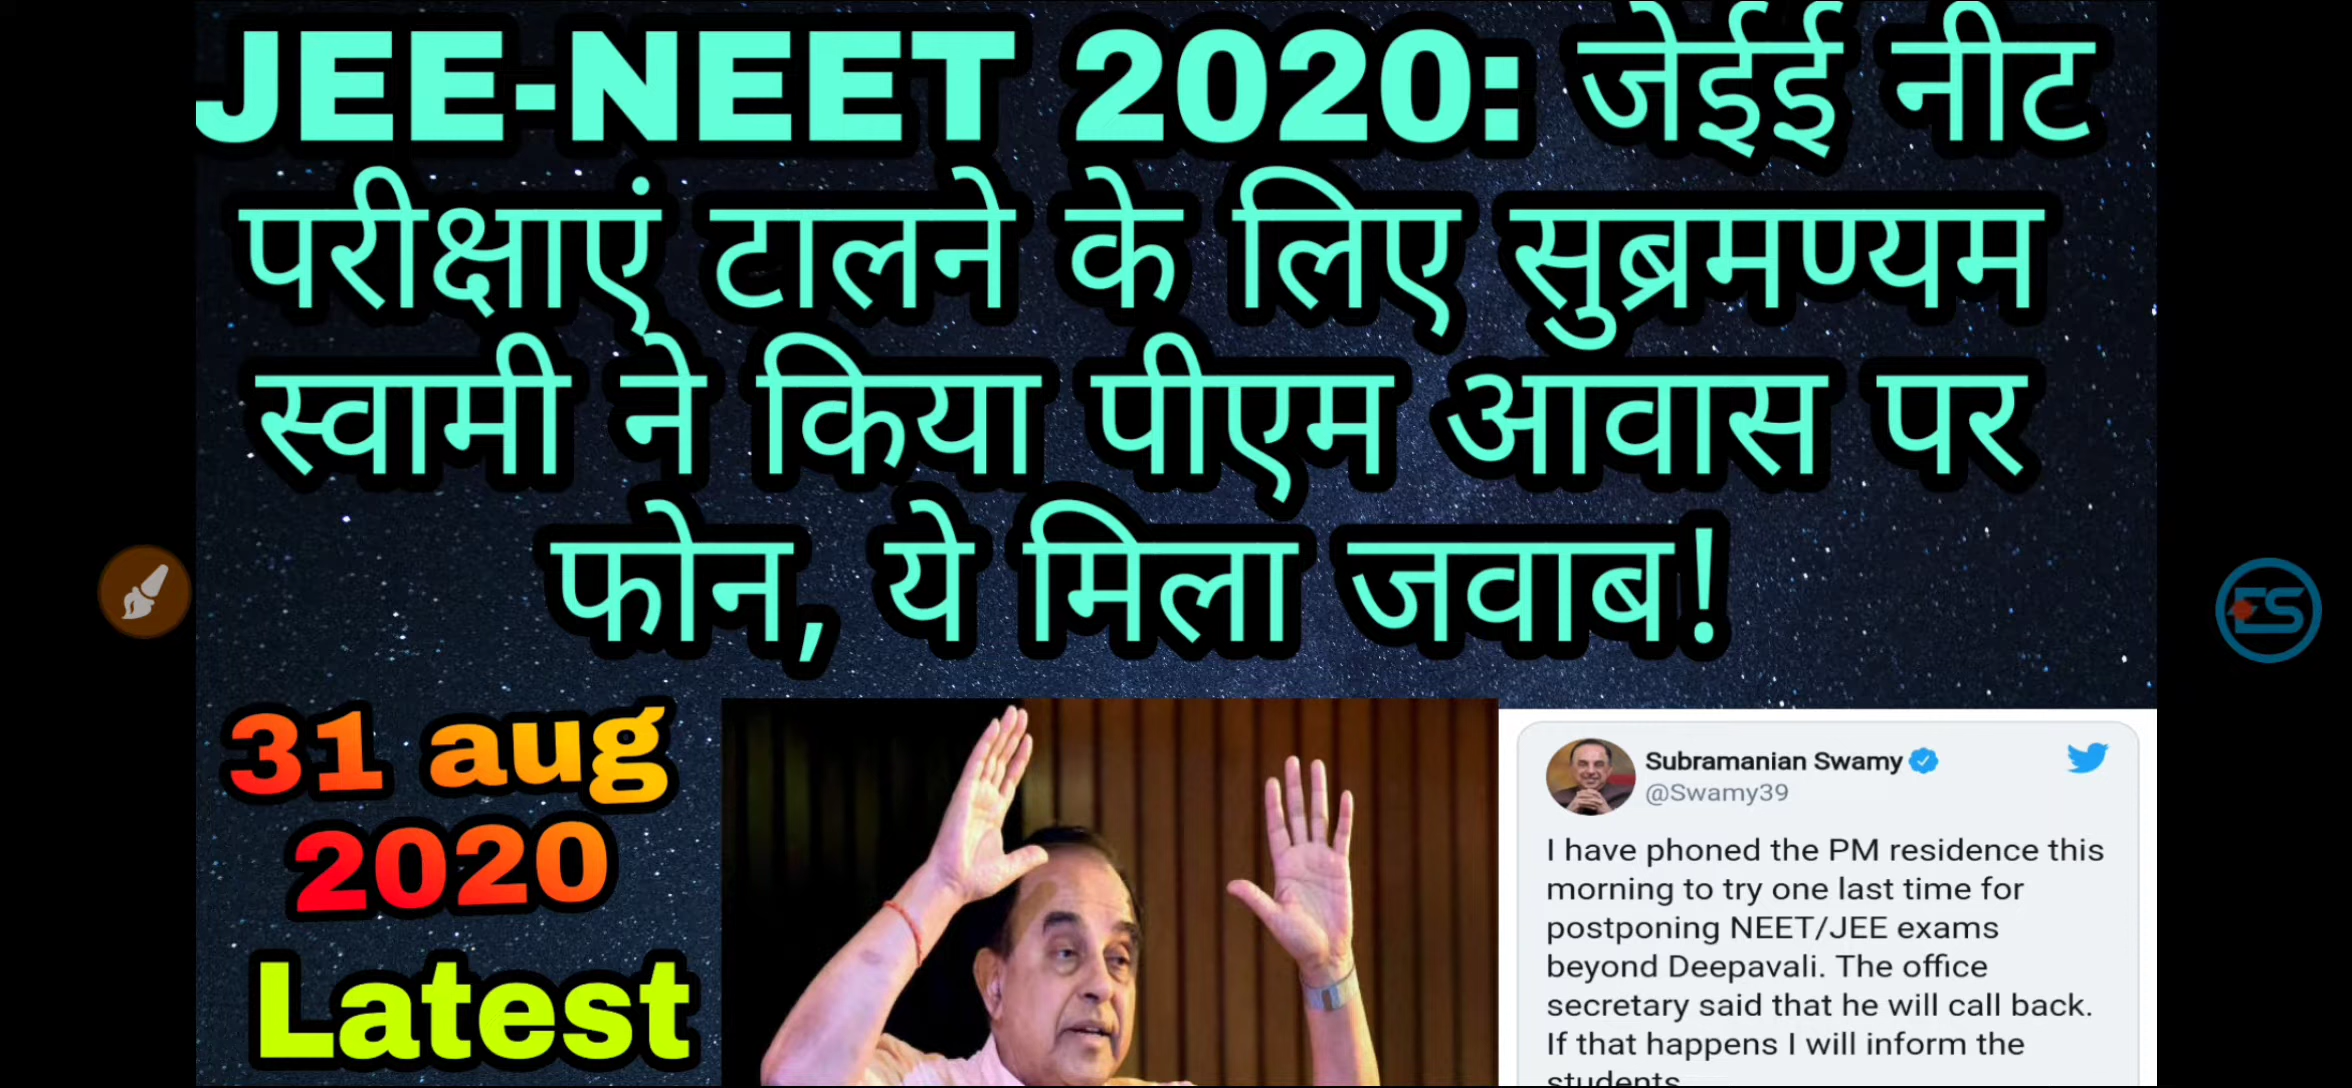 JEE-NEET 2020: जेईई नीट
परीक्षाएं टालने के लिए सुब्रमण्यम
स्वामी ने किया पीएम आवास पर
फोन, ये मिला जवाब!
31 aug
2020
Latest
Subramanian Swamy
@Swamy39
I have phoned the PM residence this
morning to try one last time for
postponing NEET/JEE exams
beyond Deepavali. The office
secretary said that he will call back.
If that happens I will inform the
students
ES